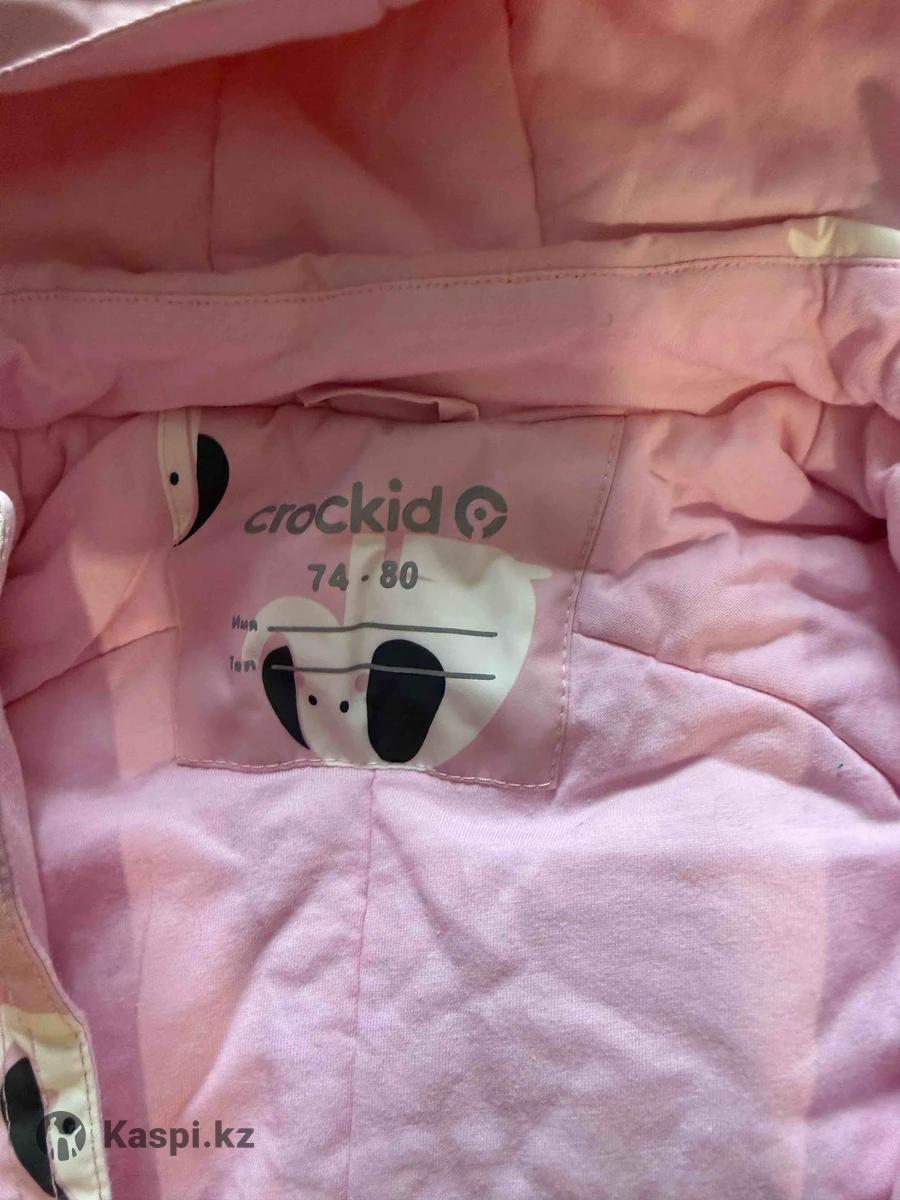 crockid
74 · 80
Имя
Тел
Kaspi.kz